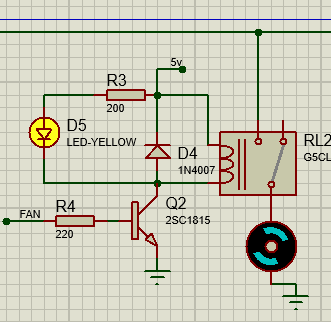 5v
R3
200
D5
LED-YELLOW
D4
1N4007
RL2
G5CL
FAN
R4
220
Q2
2SC1815